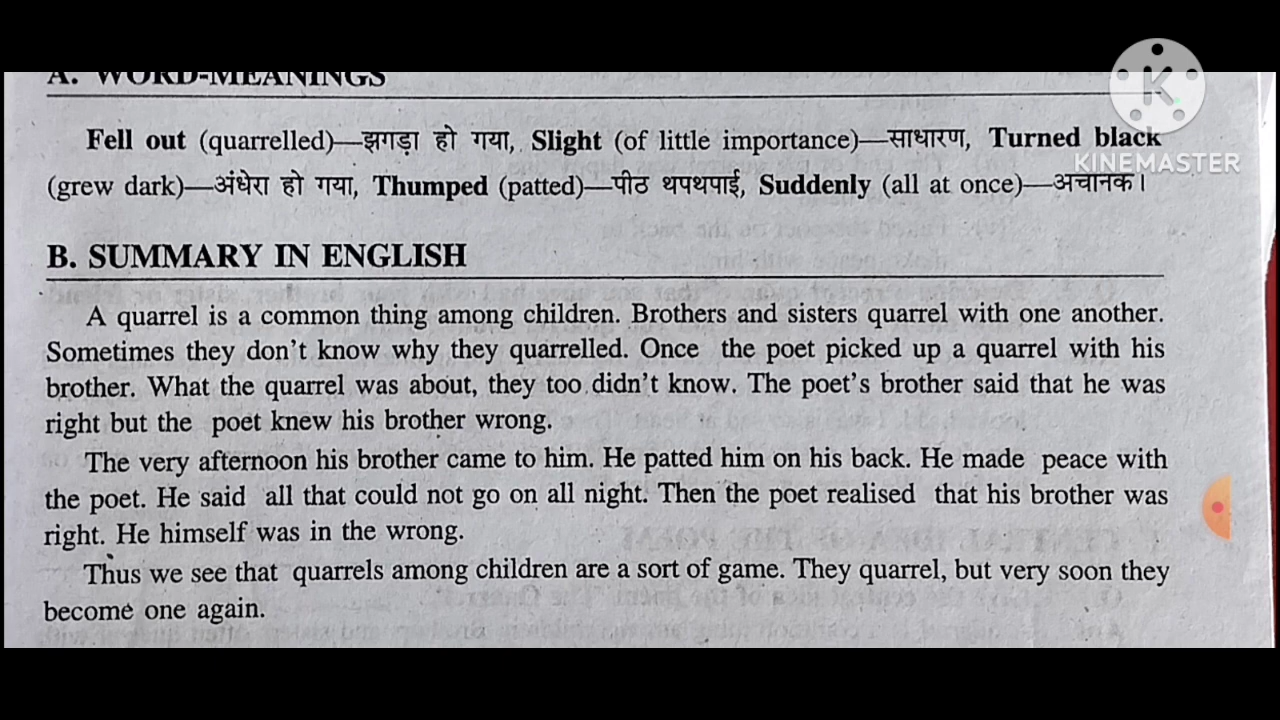 A. WORD-MEANINGS
Fell out (quarrelled)—झगड़ा हो गया, Slight (of little importance)—साधारण, Turned black
(grew dark)—अंधेरा हो गया, Thumped (patted)—पीठ थपथपाई, Suddenly (all at once)—अचानक।
B. SUMMARY IN ENGLISH
A quarrel is a common thing among children. Brothers and sisters quarrel with one another.
Sometimes they don't know why they quarrelled. Once the poet picked up a quarrel with his
brother. What the quarrel was about, they too didn't know. The poet's brother said that he was
right but the poet knew his brother wrong.
The very afternoon his brother came to him. He patted him on his back. He made peace with
the poet. He said all that could not go on all night. Then the poet realised that his brother was
right. He himself was in the wrong.
Thus we see that quarrels among children are a sort of game. They quarrel, but very soon they
become one again.
K
KINEMASTER